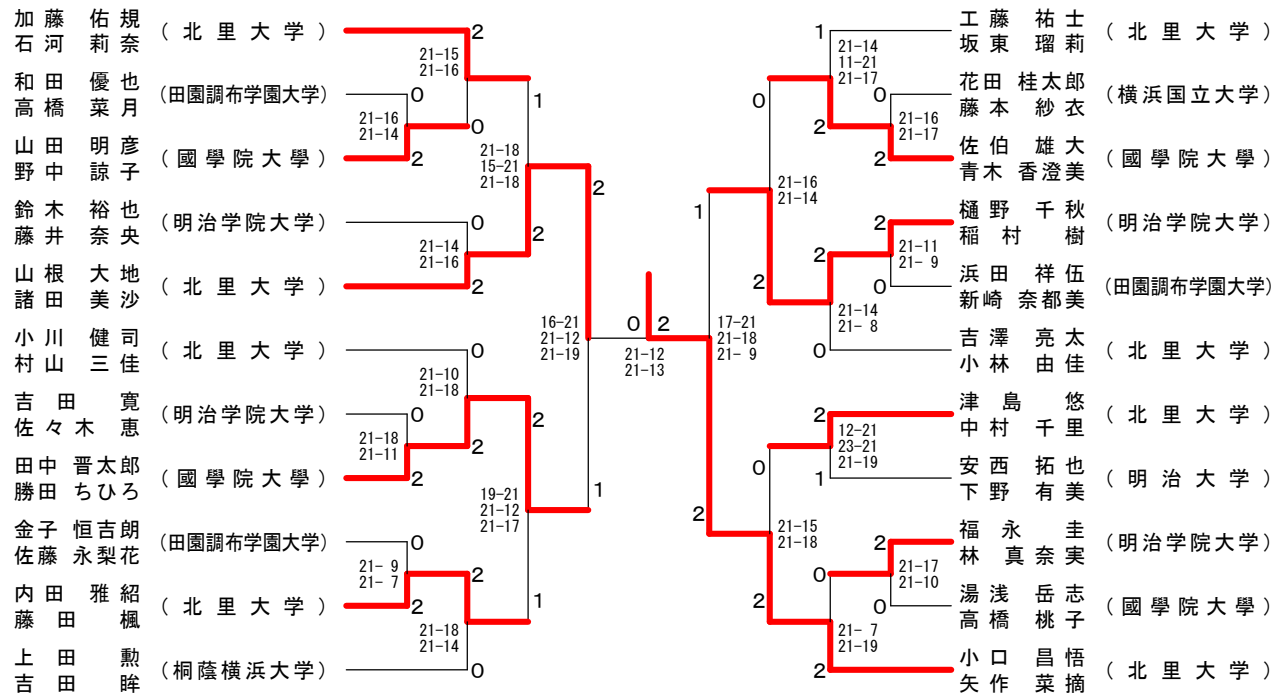 加藤 佑規
石河 莉奈
(北里大学)
2
21-15
21-16
1
和田 優也
高橋 菜月
(田園調布学園大学)
0
21-16
21-14
0
山田 明彦
野中 諒子
(國學院大學)
2
21-18
15-21
21-18
2
鈴木 裕也
藤井 奈央
(明治学院大学)
0
21-14
21-16
2
山根 大地
諸田 美沙
(北里大学)
2
16-21
21-12
21-19
小川 健司
村山 三佳
(北里大学)
0
21-10
21-18
2
吉田 寛
佐々木 恵
(明治学院大学)
0
21-18
21-11
2
田中 晋太郎
勝田 ちひろ
(國學院大學)
2
19-21
21-12
21-17
1
金子 恒吉朗
佐藤 永梨花
(田園調布学園大学)
0
21- 9
21- 7
2
1
内田 雅紹
藤田 楓
(北里大学)
2
21-18
21-14
上田 勲
吉田 眸
(桐蔭横浜大学)
0
0 2
21-12
21-13
1
21-14
11-21
21-17
工藤 祐士
坂東 瑠莉
(北里大学)
0
0
花田 桂太郎
藤本 紗衣
(横浜国立大学)
2
21-16
21-17
2
佐伯 雄大
青木 香澄美
(國學院大學)
1
21-16
21-14
2
樋野 千秋
稲村 樹
(明治学院大学)
2
2
21-11
21- 9
0
浜田 祥伍
新崎 奈都美
(田園調布学園大学)
21-14
21- 8
0
吉澤 亮太
小林 由佳
(北里大学)
17-21
21-18
21- 9
2
津島 悠
中村 千里
(北里大学)
0
12-21
23-21
21-19
1
安西 拓也
下野 有美
(明治大学)
2
21-15
21-18
2
福永 圭
林 真奈実
(明治学院大学)
2
0
21-17
21-10
0
湯浅 岳志
高橋 桃子
(國學院大學)
21- 7
21-19
2
小口 昌悟
矢作 菜摘
(北里大学)